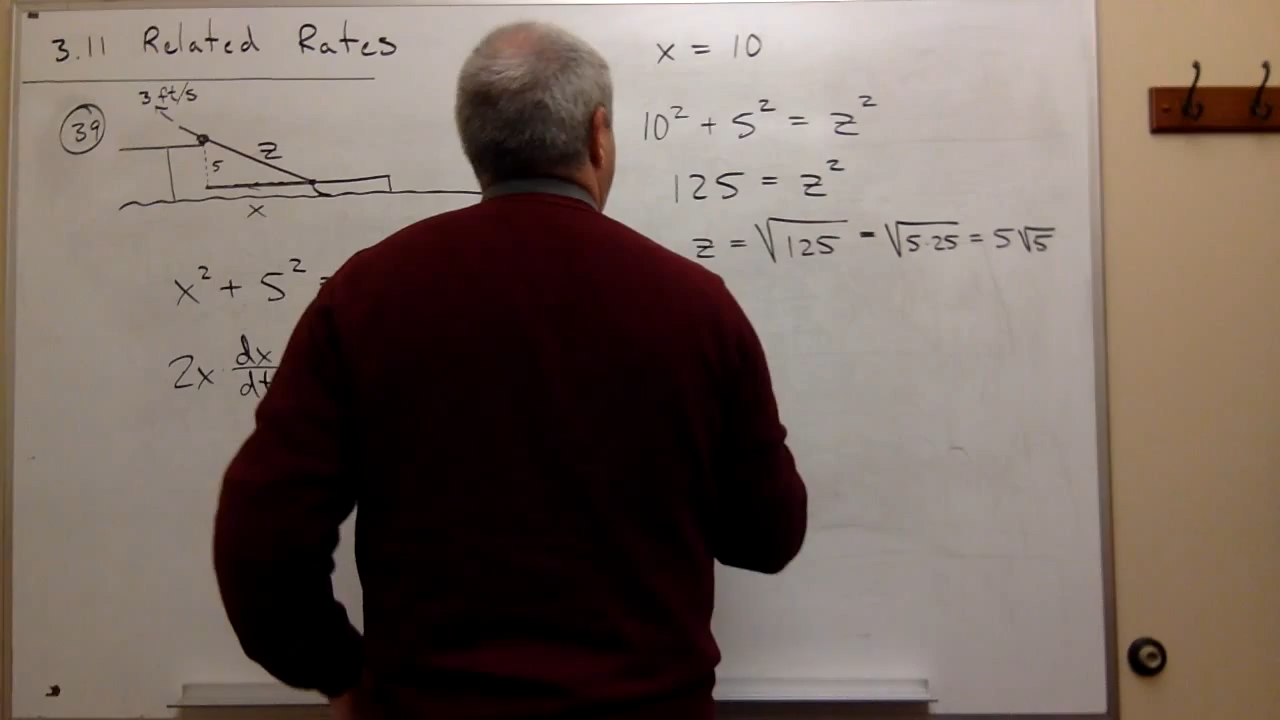 3.11 Related Rates
39
3 ft/s
z
5
x
x² + 5² =
2x · dx/dt
x = 10
10² + 5² = z²
125 = z²
z = √125 = √5·25 = 5√5